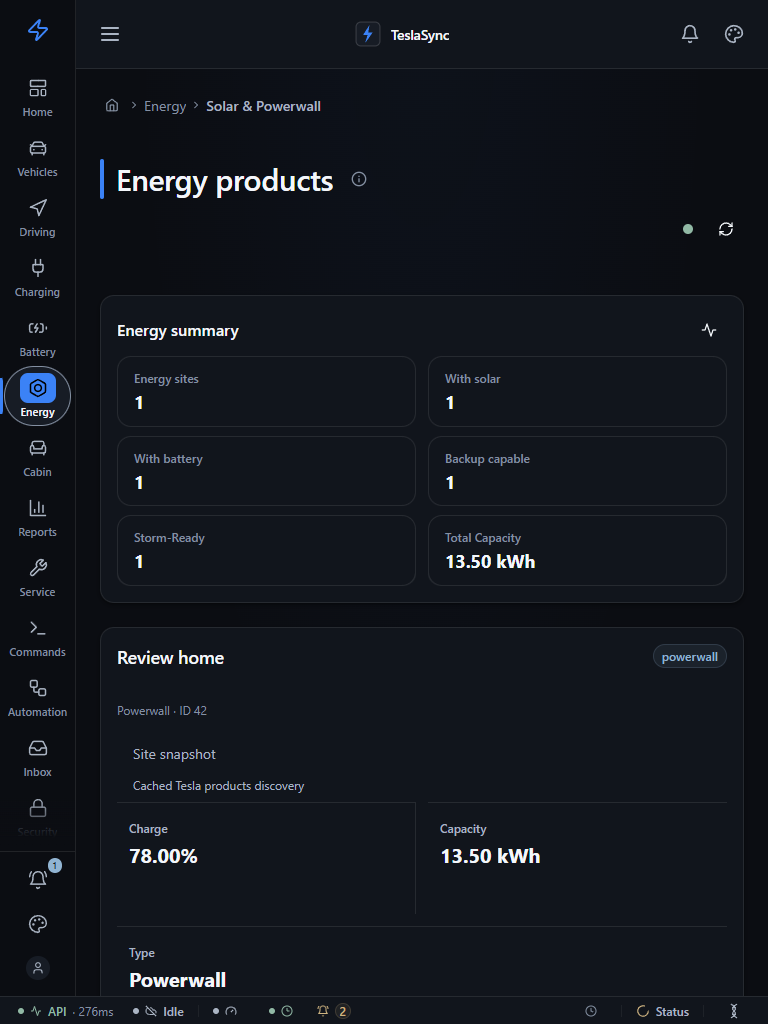 TeslaSync
Home
Vehicles
Driving
Charging
Battery
Energy
Cabin
Reports
Service
Commands
Automation
Inbox
Security
1
Energy
Solar & Powerwall
Energy products
Energy summary
Energy sites
1
With solar
1
With battery
1
Backup capable
1
Storm-Ready
1
Total Capacity
13.50 kWh
Review home
powerwall
Powerwall · ID 42
Site snapshot
Cached Tesla products discovery
Charge
78.00%
Capacity
13.50 kWh
Type
Powerwall
API · 276ms
Idle
2
Status